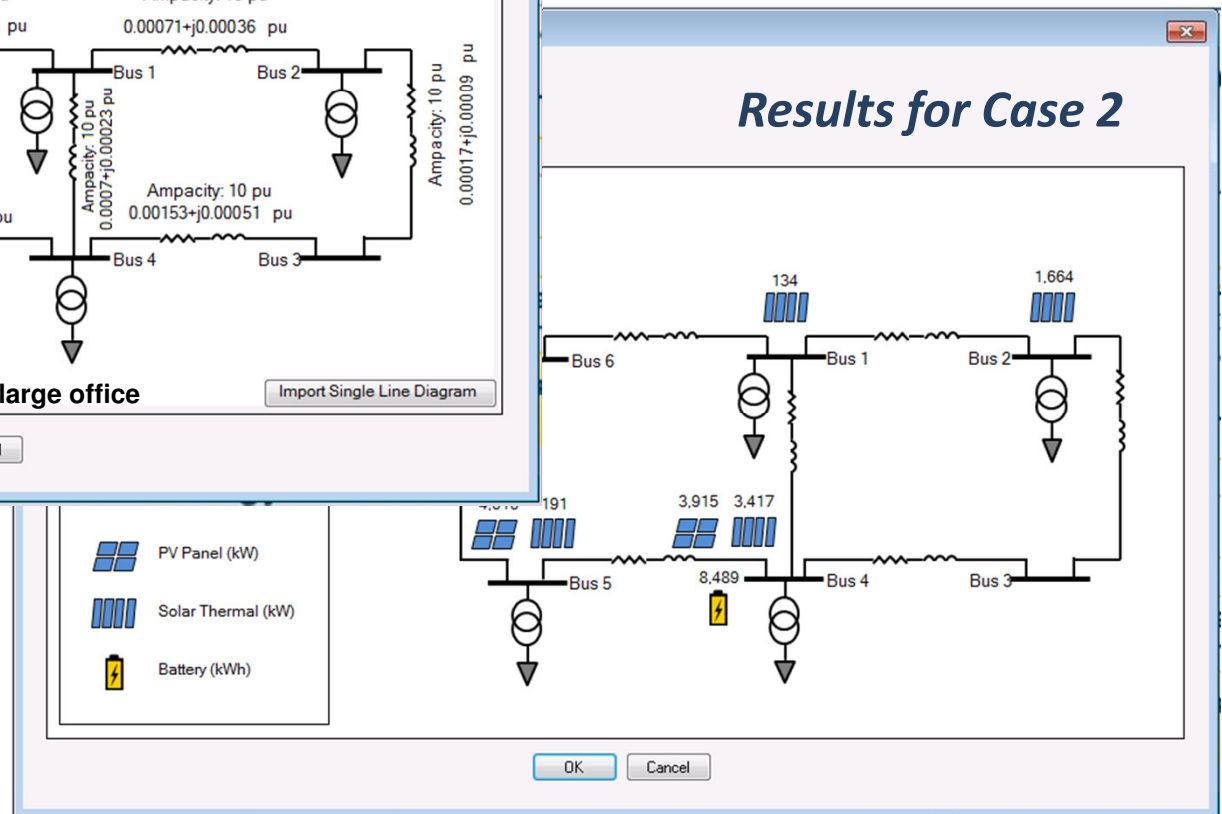 pu
0.00071+j0.00036 pu
Bus 1
Bus 2
Ampacity: 10 pu
0.0007+j0.00023 pu
Ampacity: 10 pu
0.00017+j0.00009 pu
Ampacity: 10 pu
0.00153+j0.00051 pu
Bus 4
Bus 3
large office
Import Single Line Diagram
Results for Case 2
134
1,664
Bus 6
Bus 1
Bus 2
191
3,915
3,417
Bus 5
8,489
Bus 4
Bus 3
PV Panel (kW)
Solar Thermal (kW)
Battery (kWh)
OK
Cancel